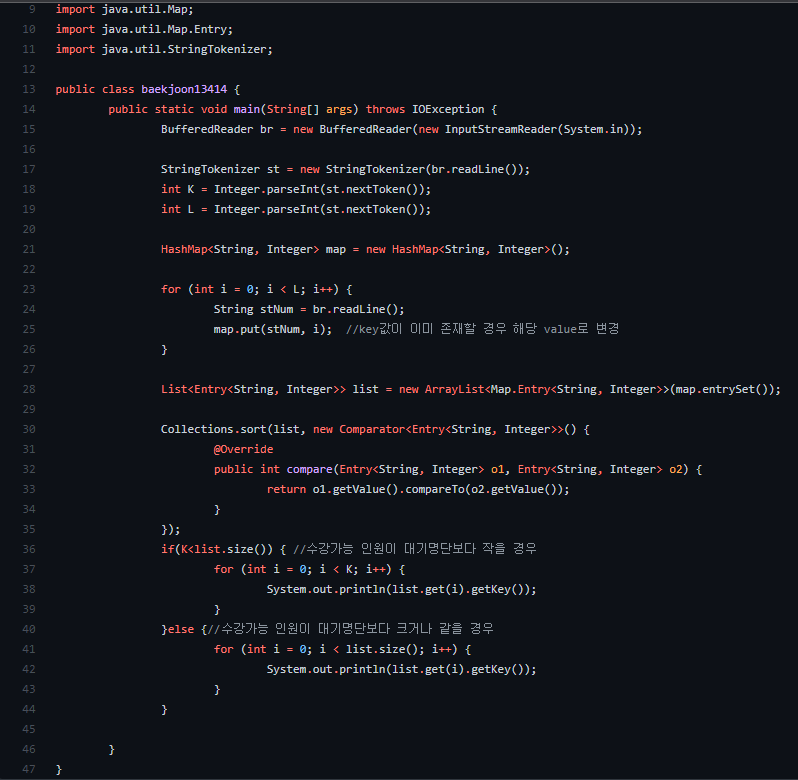 9 import java.util.Map;
10 import java.util.Map.Entry;
11 import java.util.StringTokenizer;
12
13 public class baekjoon13414 {
14 public static void main(String[] args) throws IOException {
15 BufferedReader br = new BufferedReader(new InputStreamReader(System.in));
16
17 StringTokenizer st = new StringTokenizer(br.readLine());
18 int K = Integer.parseInt(st.nextToken());
19 int L = Integer.parseInt(st.nextToken());
20
21 HashMap<String, Integer> map = new HashMap<String, Integer>();
22
23 for (int i = 0; i < L; i++) {
24 String stNum = br.readLine();
25 map.put(stNum, i);  //key값이 이미 존재할 경우 해당 value로 변경
26 }
27
28 List<Entry<String, Integer>> list = new ArrayList<Map.Entry<String, Integer>>(map.entrySet());
29
30 Collections.sort(list, new Comparator<Entry<String, Integer>>() {
31 @Override
32 public int compare(Entry<String, Integer> o1, Entry<String, Integer> o2) {
33 return o1.getValue().compareTo(o2.getValue());
34 }
35 });
36 if(K<list.size()) { //수강가능 인원이 대기명단보다 작을 경우
37 for (int i = 0; i < K; i++) {
38 System.out.println(list.get(i).getKey());
39 }
40 }else {//수강가능 인원이 대기명단보다 크거나 같을 경우
41 for (int i = 0; i < list.size(); i++) {
42 System.out.println(list.get(i).getKey());
43 }
44 }
45
46 }
47 }